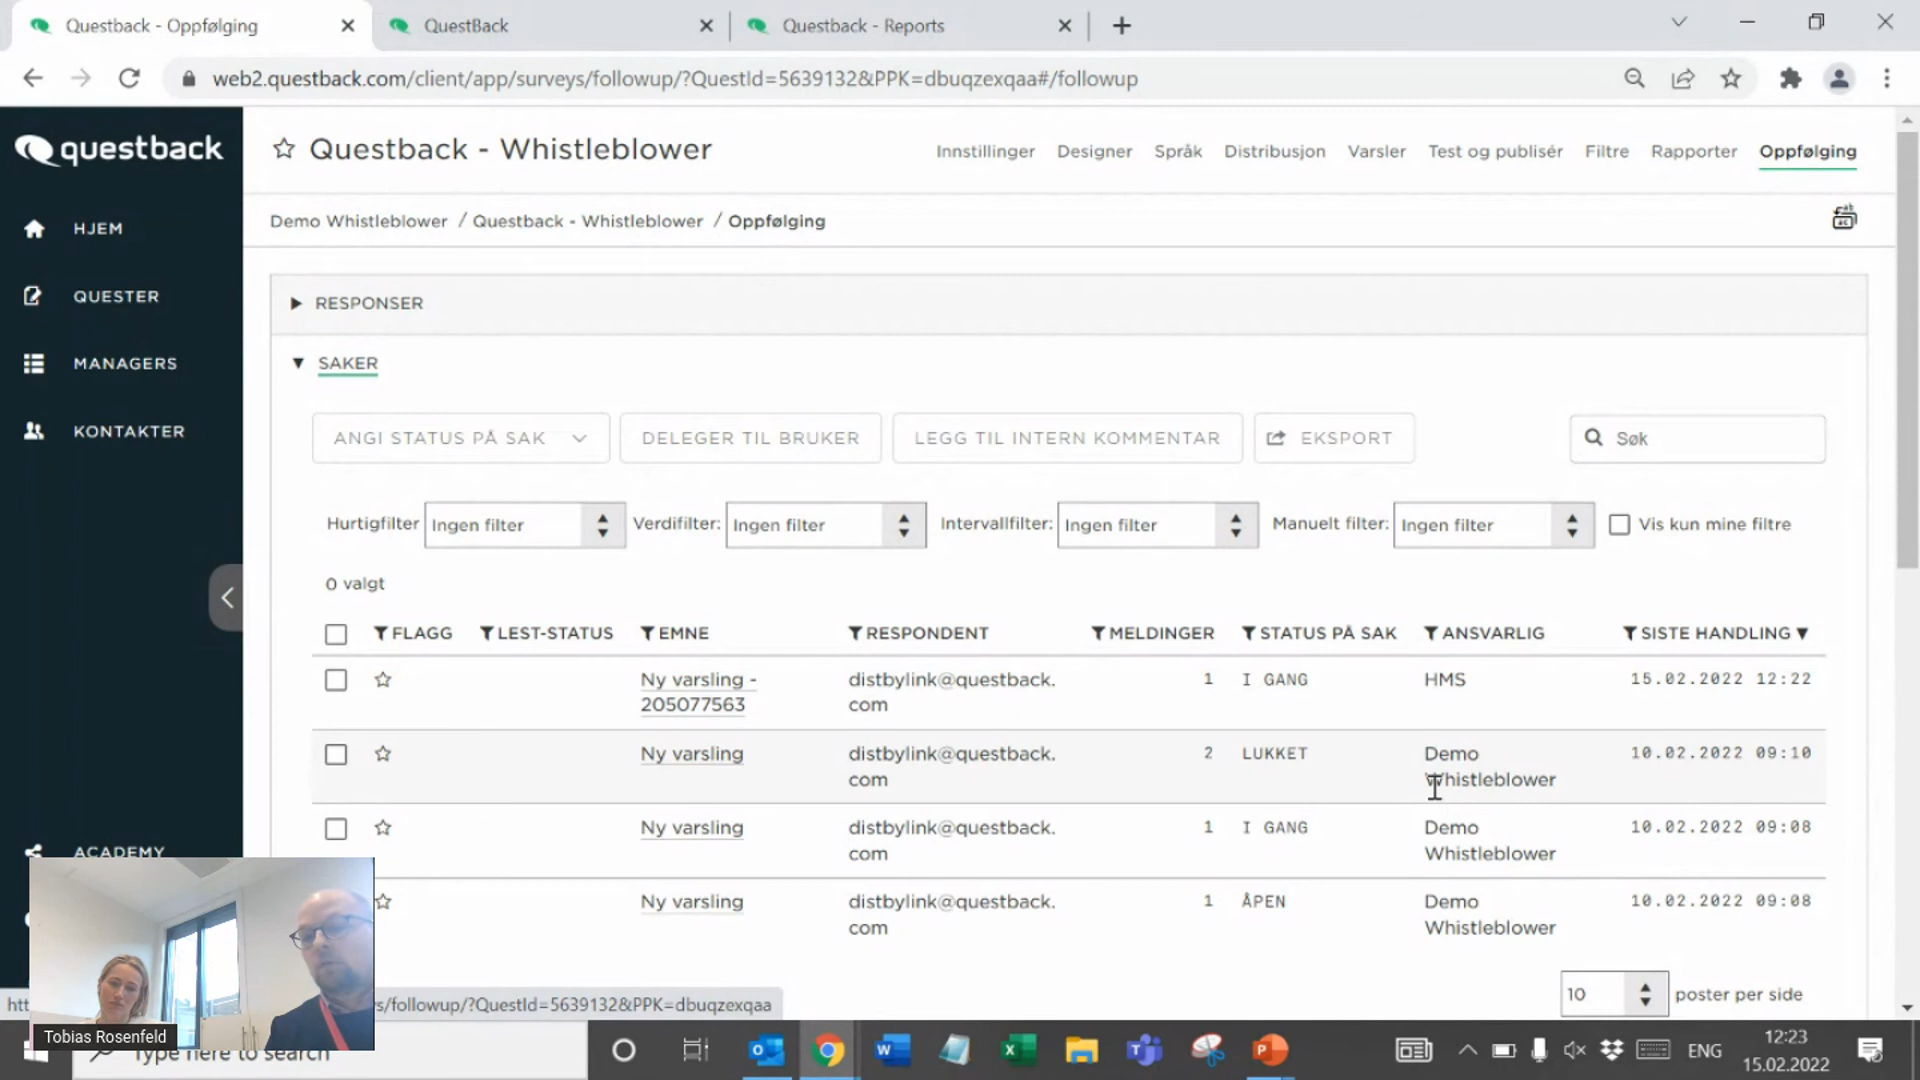 Questback - Oppfølging
QuestBack
Questback - Reports
web2.questback.com/client/app/surveys/followup/?QuestId=5639132&PPK=dbuqzexqaa#/followup
questback
Questback - Whistleblower
Innstillinger Designer Språk Distribusjon Varsler Test og publisér Filtre Rapporter Oppfølging
HJEM
Demo Whistleblower / Questback - Whistleblower / Oppfølging
QUESTER
MANAGERS
KONTAKTER
ACADEMY
RESPONSER
SAKER
ANGI STATUS PÅ SAK DELEGER TIL BRUKER LEGG TIL INTERN KOMMENTAR EKSPORT Søk
Hurtigfilter Ingen filter Verdifilter: Ingen filter Intervallfilter: Ingen filter Manuelt filter: Ingen filter Vis kun mine filtre
0 valgt
FLAGG LEST-STATUS EMNE RESPONDENT MELDINGER STATUS PÅ SAK ANSVARLIG SISTE HANDLING
Ny varsling - distbylink@questback. 1 I GANG HMS 15.02.2022 12:22
205077563 com
Ny varsling distbylink@questback. 2 LUKKET Demo 10.02.2022 09:10
com Whistleblower
Ny varsling distbylink@questback. 1 I GANG Demo 10.02.2022 09:08
com Whistleblower
Ny varsling distbylink@questback. 1 ÅPEN Demo 10.02.2022 09:08
com Whistleblower
10 poster per side
s/followup/?QuestId=5639132&PPK=dbuqzexqaa
Tobias Rosenfeld
Type here to search
ENG
12:23
15.02.2022